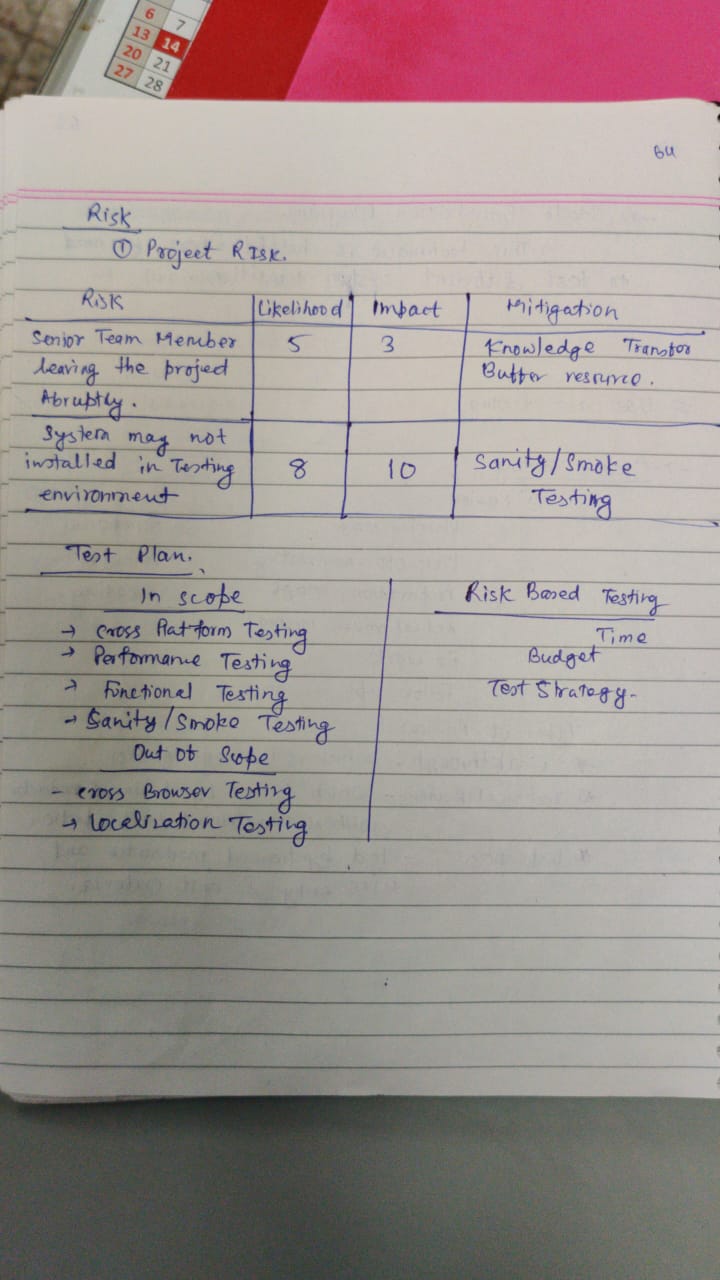 6 7
13 14
20 21
27 28
64
Risk
① Project RISK.
Risk Likelihood Impact Mitigation
Senior Team Member 5 3 Knowledge Transfer
leaving the project Buffer resource.
Abruptly.
System may not
installed in Testing 8 10 Sanity/Smoke
environment Testing
Test Plan.
In scope
→ Cross Platform Testing
→ Performance Testing
→ Functional Testing
→ Sanity/Smoke Testing
Out of Scope
- cross Browser Testing
→ Localization Testing
Risk Based Testing
Time
Budget
Test Strategy.